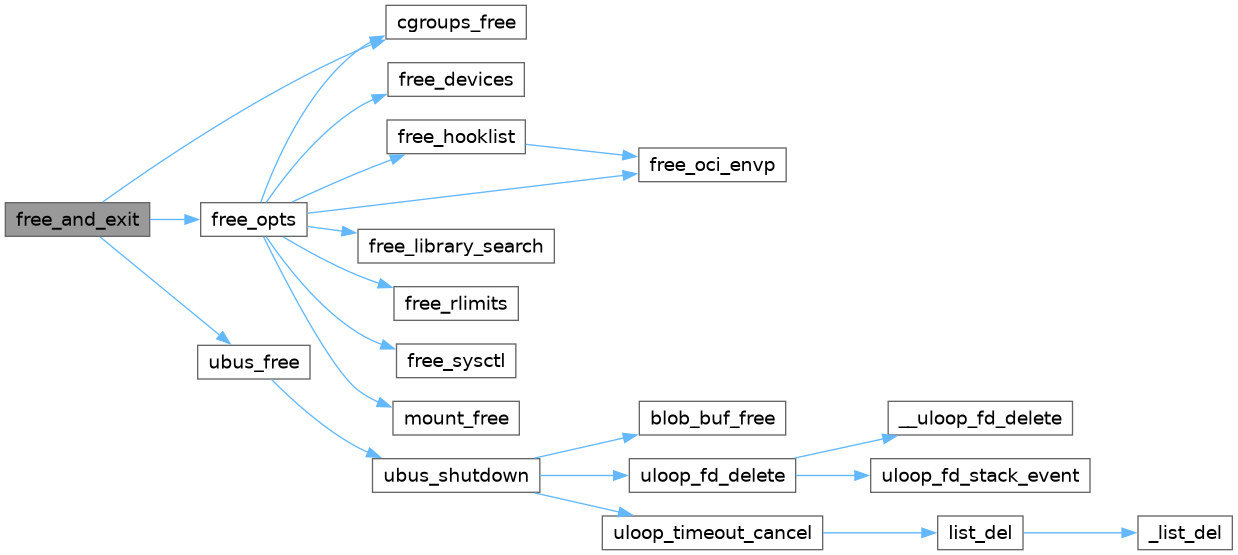 cgroups_free
free_devices
free_hooklist
free_oci_envp
free_and_exit
free_opts
free_library_search
free_rlimits
free_sysctl
ubus_free
mount_free
blob_buf_free
__uloop_fd_delete
ubus_shutdown
uloop_fd_delete
uloop_fd_stack_event
uloop_timeout_cancel
list_del
_list_del